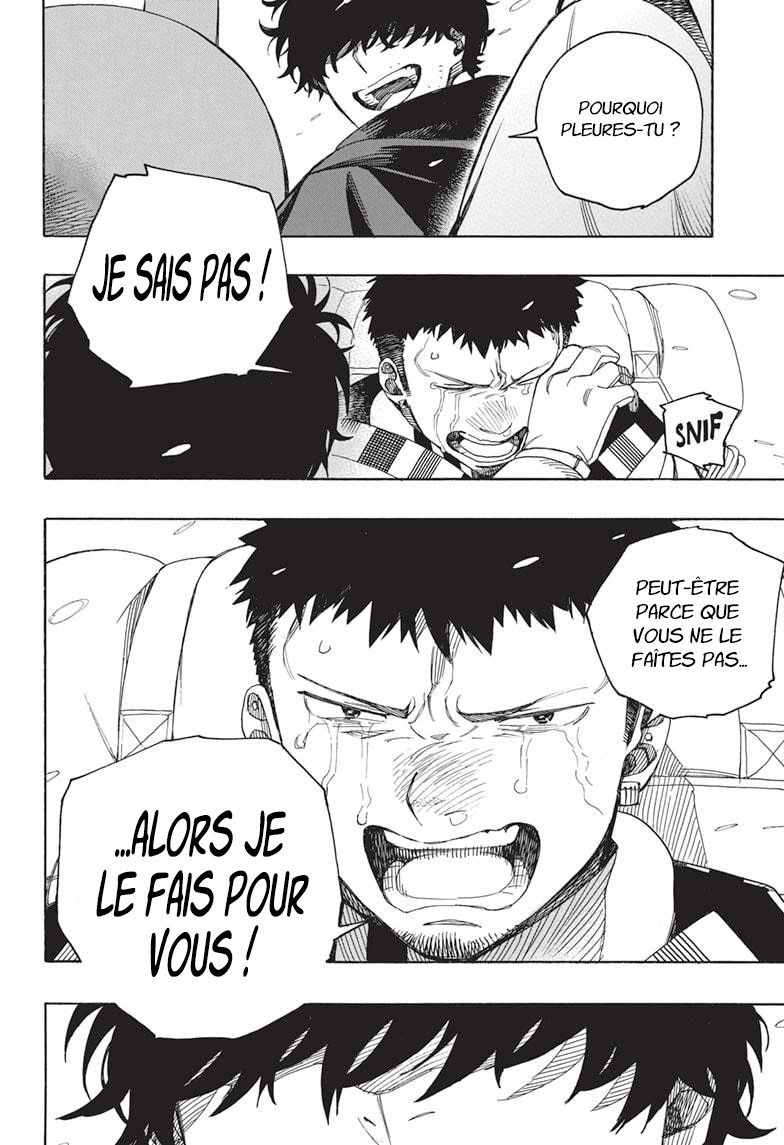 POURQUOI
PLEURES-TU ?
JE SAIS PAS !
SNIF
PEUT-ÊTRE
PARCE QUE
VOUS NE LE
FAÎTES PAS...
...ALORS JE
LE FAIS POUR
VOUS !